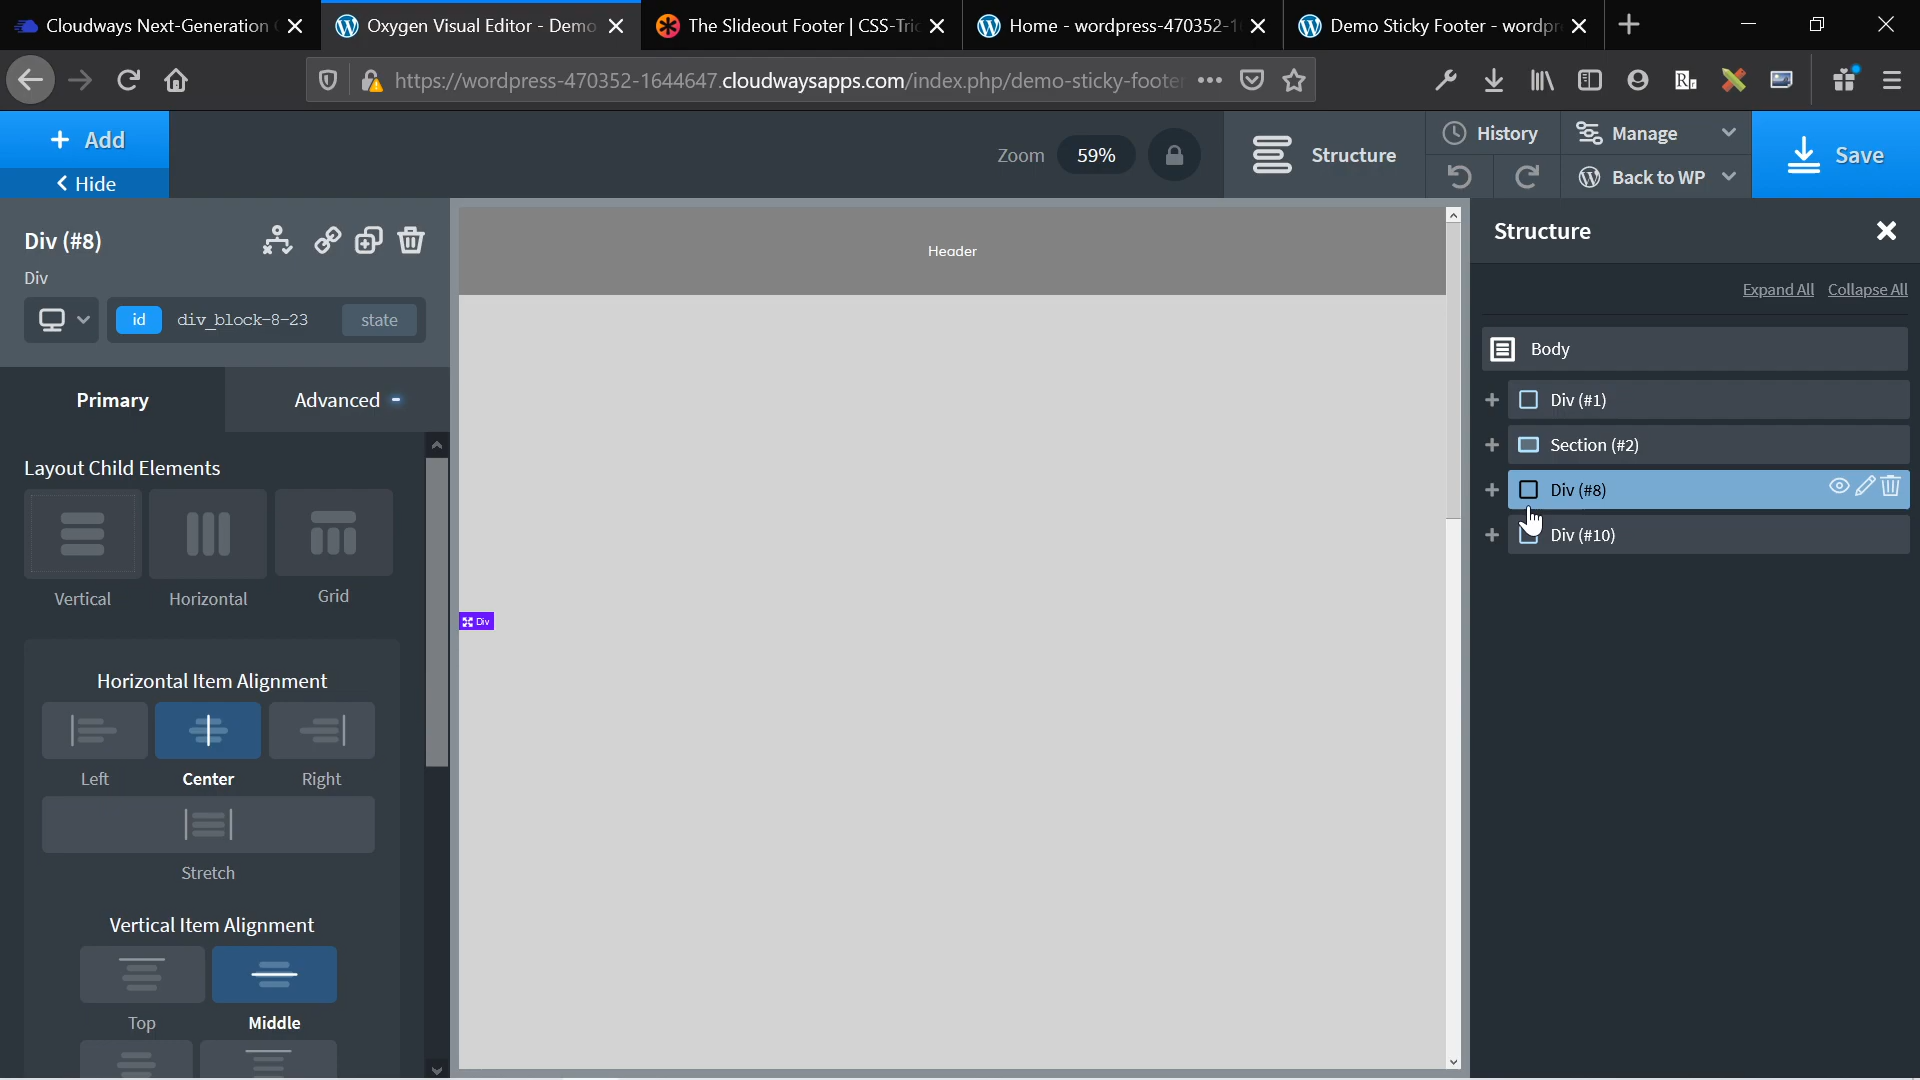 Cloudways Next-Generation
Oxygen Visual Editor - Demo
The Slideout Footer | CSS-Tric
Home - wordpress-470352-1
Demo Sticky Footer - wordp
https://wordpress-470352-1644647.cloudwaysapps.com/index.php/demo-sticky-footer
Add
Hide
Zoom
59%
Structure
History
Manage
Back to WP
Save
Div (#8)
Div
id
div_block-8-23
state
Primary
Advanced
Layout Child Elements
Vertical
Horizontal
Grid
Horizontal Item Alignment
Left
Center
Right
Stretch
Vertical Item Alignment
Top
Middle
Header
Div
Structure
Expand All
Collapse All
Body
Div (#1)
Section (#2)
Div (#8)
Div (#10)